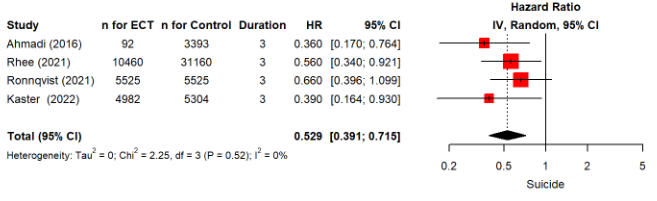 Hazard Ratio
Study n for ECT n for Control Duration HR 95% CI IV, Random, 95% CI
Ahmadi (2016) 92 3393 3 0.360 [0.170; 0.764]
Rhee (2021) 10460 31160 3 0.560 [0.340; 0.921]
Ronnqvist (2021) 5525 5525 3 0.660 [0.396; 1.099]
Kaster (2022) 4982 5304 3 0.390 [0.164; 0.930]
Total (95% CI) 0.529 [0.391; 0.715]
Heterogeneity: Tau² = 0; Chi² = 2.25, df = 3 (P = 0.52); I² = 0%
0.2 0.5 1 2 5
Suicide